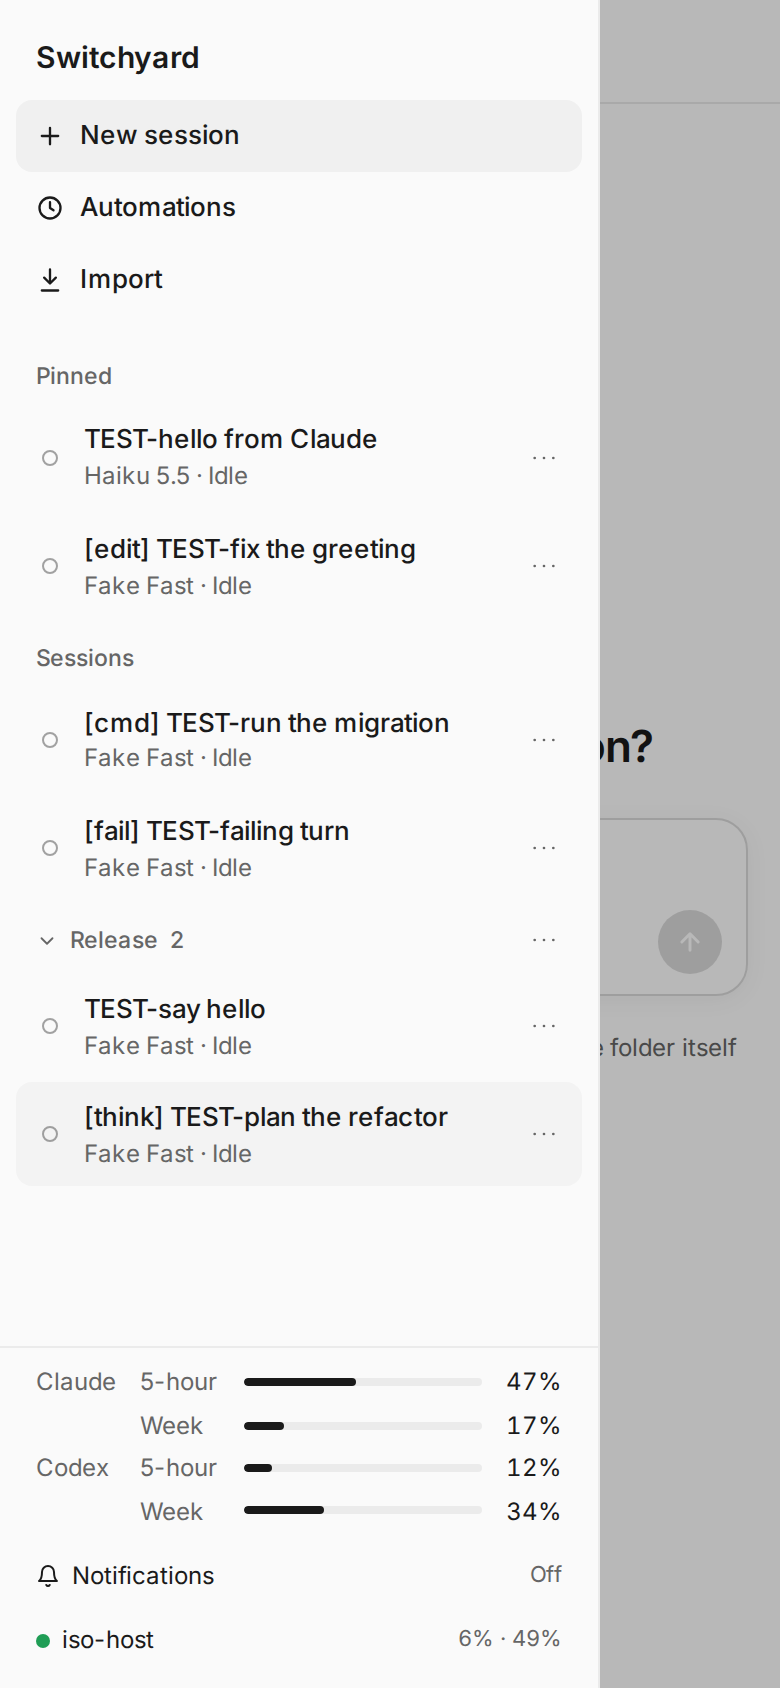 Switchyard
New session
Automations
Import
Pinned
TEST-hello from Claude
Haiku 5.5 · Idle
[edit] TEST-fix the greeting
Fake Fast · Idle
Sessions
[cmd] TEST-run the migration
Fake Fast · Idle
on?
[fail] TEST-failing turn
Fake Fast · Idle
Release 2
TEST-say hello
Fake Fast · Idle
folder itself
[think] TEST-plan the refactor
Fake Fast · Idle
Claude 5-hour 47%
Week 17%
Codex 5-hour 12%
Week 34%
Notifications Off
iso-host 6% · 49%